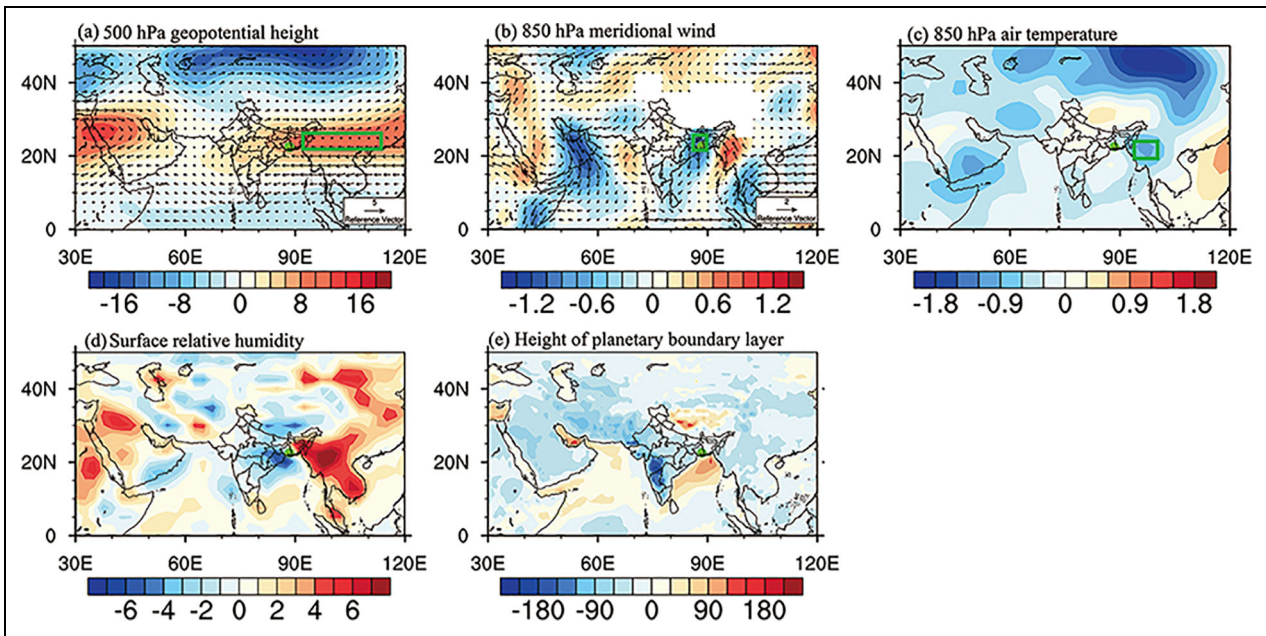 (a) 500 hPa geopotential height
40N
20N
0
30E 60E 90E 120E
5
Reference Vector
-16 -8 0 8 16
(b) 850 hPa meridional wind
40N
20N
0
30E 60E 90E 120E
2
Reference Vector
-1.2 -0.6 0 0.6 1.2
(c) 850 hPa air temperature
40N
20N
0
30E 60E 90E 120E
-1.8 -0.9 0 0.9 1.8
(d) Surface relative humidity
40N
20N
0
30E 60E 90E 120E
-6 -4 -2 0 2 4 6
(e) Height of planetary boundary layer
40N
20N
0
30E 60E 90E 120E
-180 -90 0 90 180